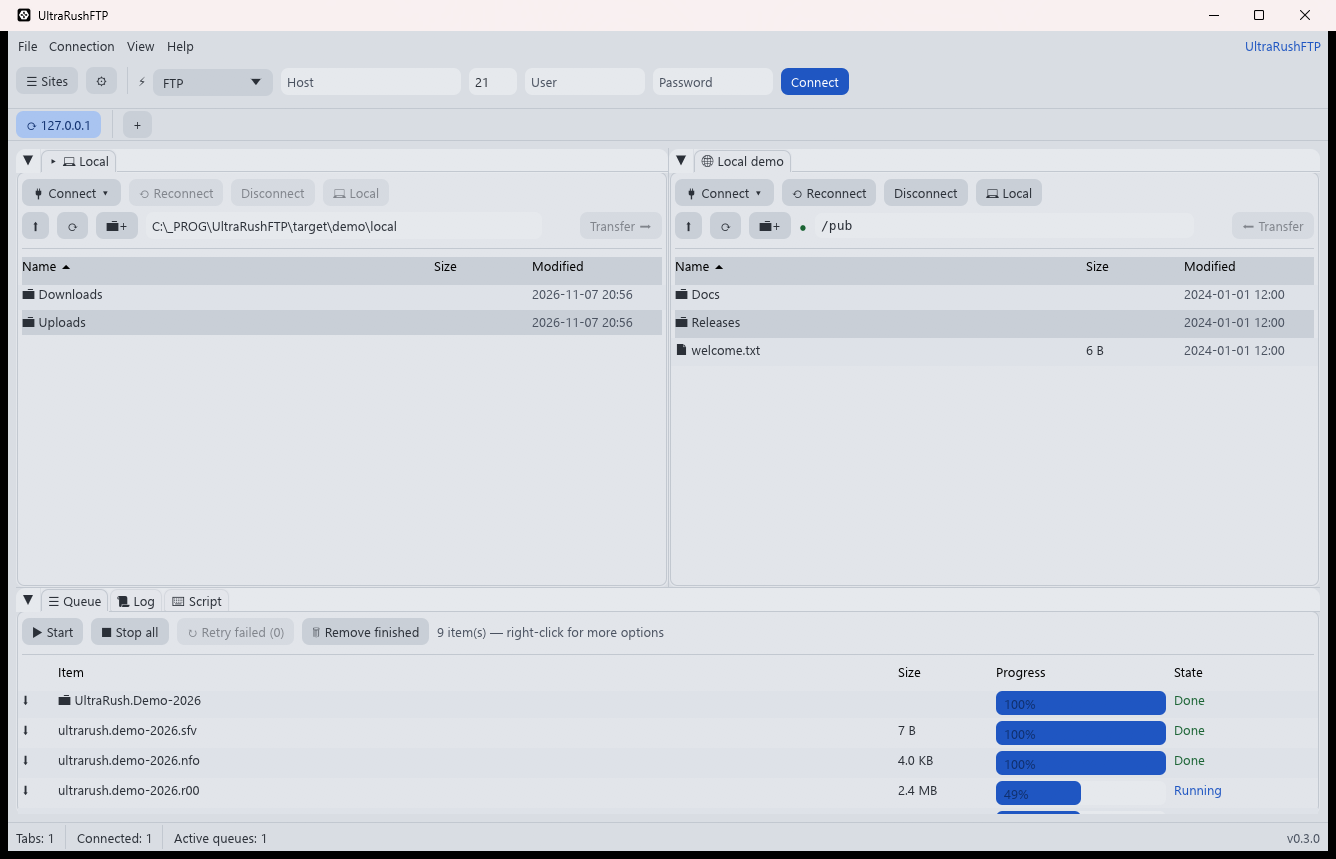 UltraRushFTP
File Connection View Help UltraRushFTP
Sites FTP Host 21 User Password Connect
127.0.0.1 +
Local Local demo
Connect Reconnect Disconnect Local Connect Reconnect Disconnect Local
+ C:\_PROG\UltraRushFTP\target\demo\local Transfer → + /pub ← Transfer
Name Size Modified Name Size Modified
Downloads 2026-11-07 20:56 Docs 2024-01-01 12:00
Uploads 2026-11-07 20:56 Releases 2024-01-01 12:00
welcome.txt 6 B 2024-01-01 12:00
Queue Log Script
Start Stop all Retry failed (0) Remove finished 9 item(s) — right-click for more options
Item Size Progress State
UltraRush.Demo-2026 100% Done
ultrarush.demo-2026.sfv 7 B 100% Done
ultrarush.demo-2026.nfo 4.0 KB 100% Done
ultrarush.demo-2026.r00 2.4 MB 49% Running
Tabs: 1 Connected: 1 Active queues: 1 v0.3.0